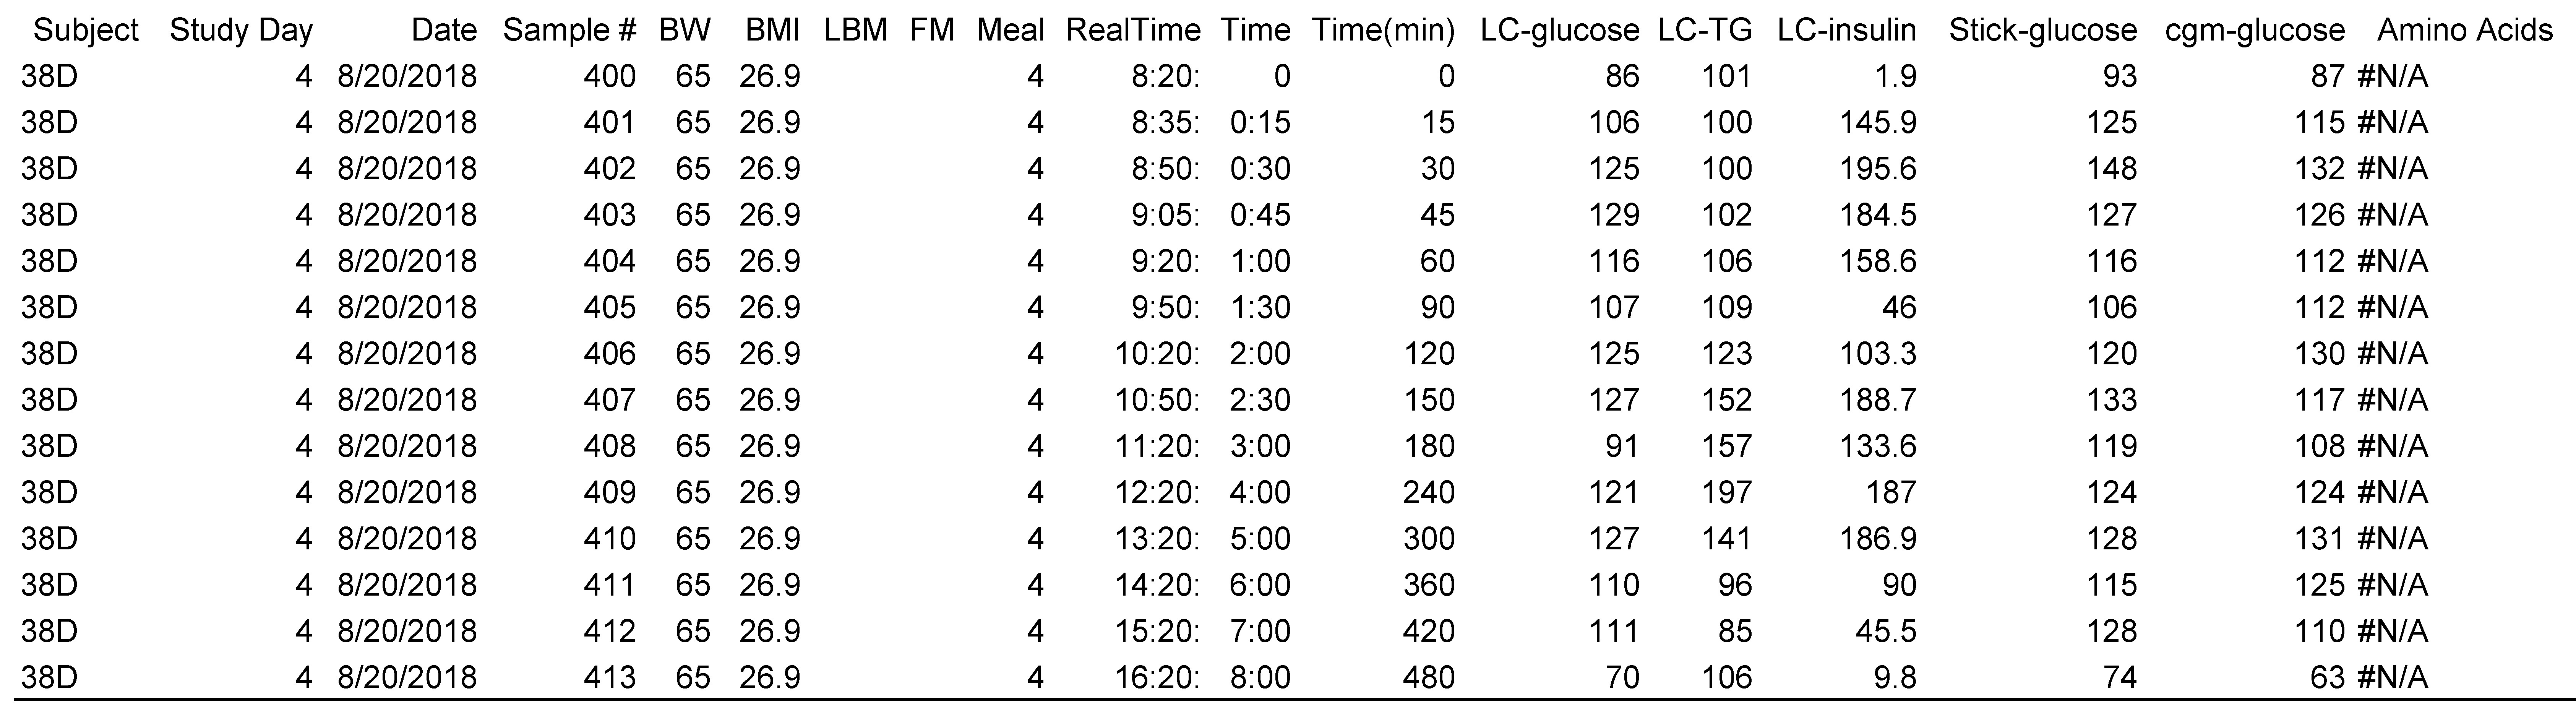 Subject Study Day Date Sample # BW BMI LBM FM Meal RealTime Time Time(min) LC-glucose LC-TG LC-insulin Stick-glucose cgm-glucose Amino Acids
38D 4 8/20/2018 400 65 26.9 4 8:20: 0 0 86 101 1.9 93 87 #N/A
38D 4 8/20/2018 401 65 26.9 4 8:35: 0:15 15 106 100 145.9 125 115 #N/A
38D 4 8/20/2018 402 65 26.9 4 8:50: 0:30 30 125 100 195.6 148 132 #N/A
38D 4 8/20/2018 403 65 26.9 4 9:05: 0:45 45 129 102 184.5 127 126 #N/A
38D 4 8/20/2018 404 65 26.9 4 9:20: 1:00 60 116 106 158.6 116 112 #N/A
38D 4 8/20/2018 405 65 26.9 4 9:50: 1:30 90 107 109 46 106 112 #N/A
38D 4 8/20/2018 406 65 26.9 4 10:20: 2:00 120 125 123 103.3 120 130 #N/A
38D 4 8/20/2018 407 65 26.9 4 10:50: 2:30 150 127 152 188.7 133 117 #N/A
38D 4 8/20/2018 408 65 26.9 4 11:20: 3:00 180 91 157 133.6 119 108 #N/A
38D 4 8/20/2018 409 65 26.9 4 12:20: 4:00 240 121 197 187 124 124 #N/A
38D 4 8/20/2018 410 65 26.9 4 13:20: 5:00 300 127 141 186.9 128 131 #N/A
38D 4 8/20/2018 411 65 26.9 4 14:20: 6:00 360 110 96 90 115 125 #N/A
38D 4 8/20/2018 412 65 26.9 4 15:20: 7:00 420 111 85 45.5 128 110 #N/A
38D 4 8/20/2018 413 65 26.9 4 16:20: 8:00 480 70 106 9.8 74 63 #N/A